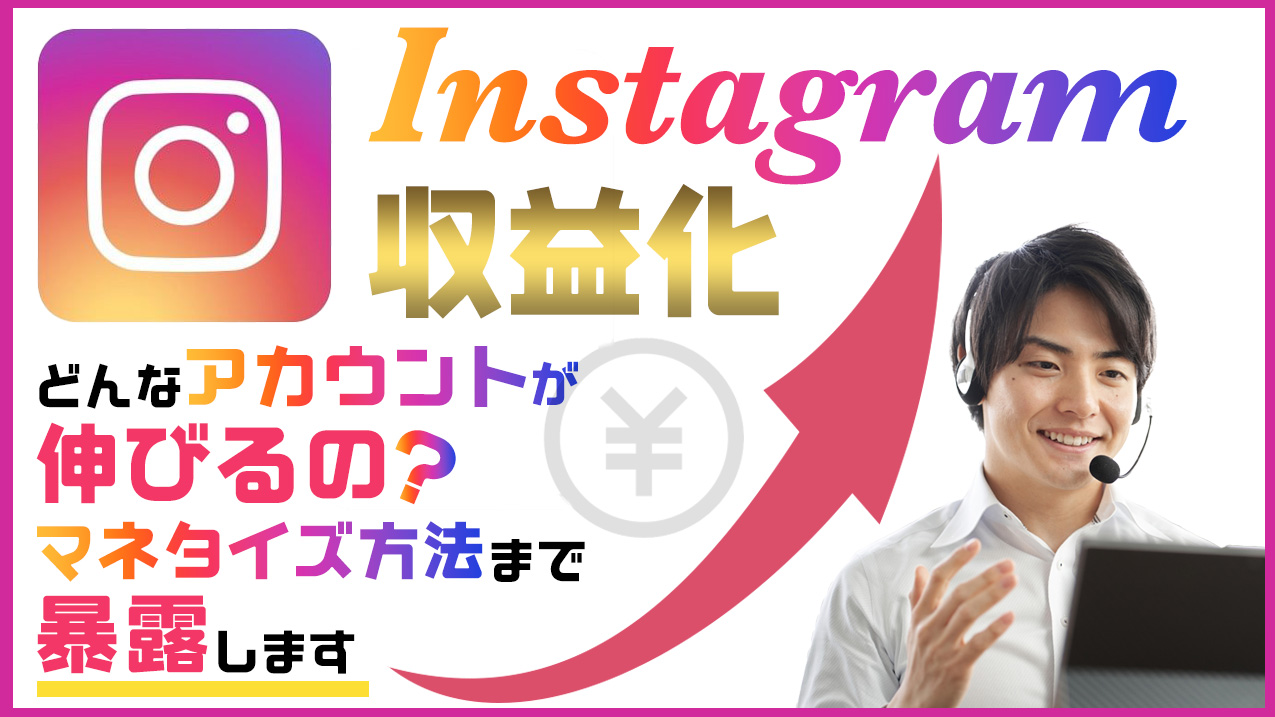 Instagram
収益化
どんなアカウントが
伸びるの?
マネタイズ方法まで
暴露します
¥